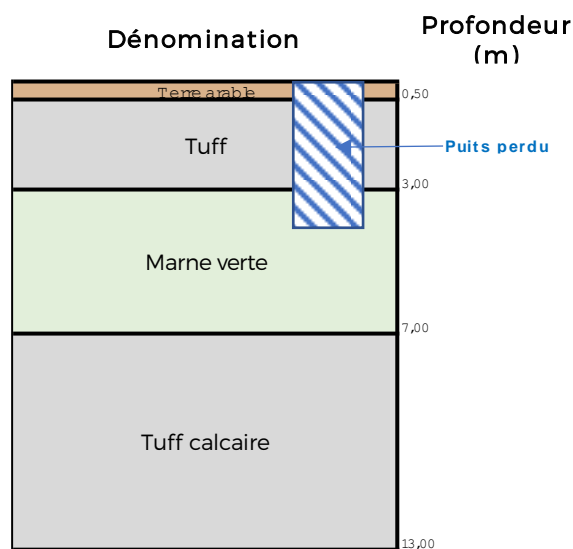 Dénomination
Profondeur
(m)
Terre arable
0,50
Tuff
Puits perdu
3,00
Marne verte
7,00
Tuff calcaire
13,00